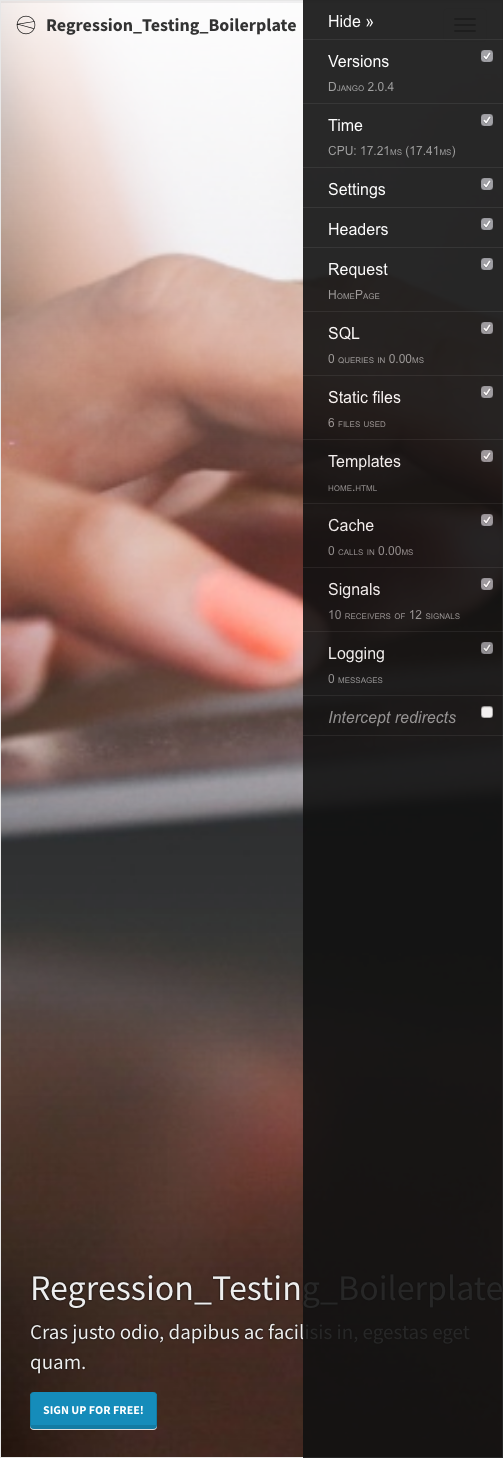 Regression_Testing_Boilerplate
Hide »
Versions
Django 2.0.4
Time
CPU: 17.21ms (17.41ms)
Settings
Headers
Request
HomePage
SQL
0 queries in 0.00ms
Static files
6 files used
Templates
home.html
Cache
0 calls in 0.00ms
Signals
10 receivers of 12 signals
Logging
0 messages
Intercept redirects
Regression_Testing_Boilerplate
Cras justo odio, dapibus ac facilisis in, egestas eget
quam.
SIGN UP FOR FREE!